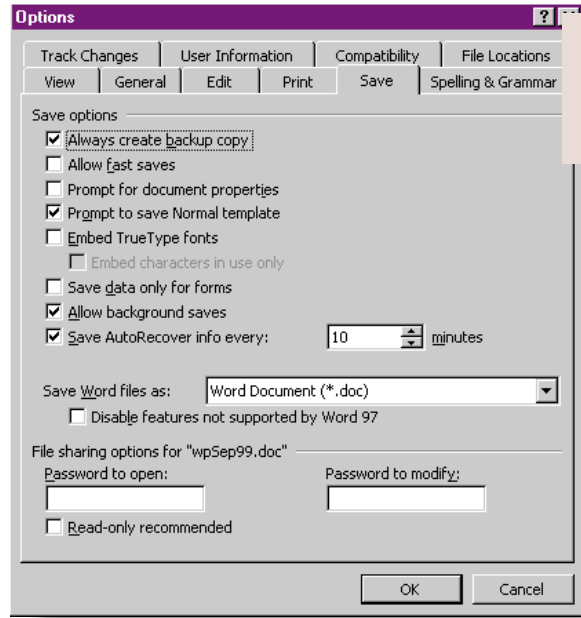 Options
Track Changes User Information Compatibility File Locations
View General Edit Print Save Spelling & Grammar
Save options
Always create backup copy
Allow fast saves
Prompt for document properties
Prompt to save Normal template
Embed TrueType fonts
Embed characters in use only
Save data only for forms
Allow background saves
Save AutoRecover info every: 10 minutes
Save Word files as: Word Document (*.doc)
Disable features not supported by Word 97
File sharing options for "wpSep99.doc"
Password to open: Password to modify:
Read-only recommended
OK Cancel